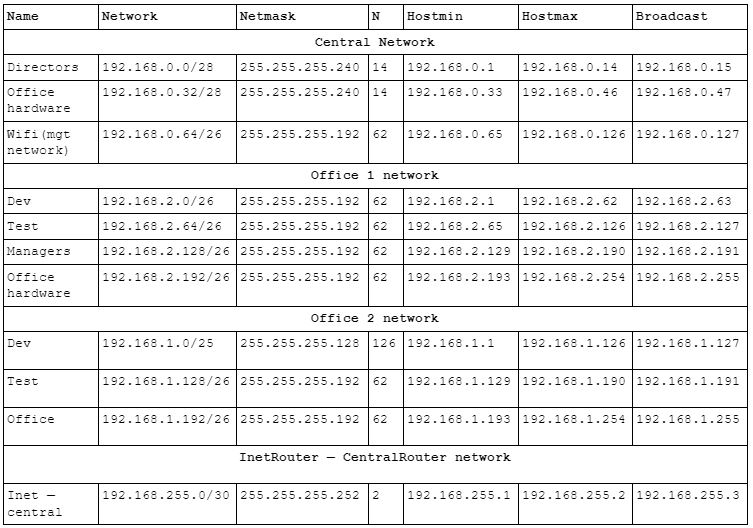 Name Network Netmask N Hostmin Hostmax Broadcast
Central Network
Directors 192.168.0.0/28 255.255.255.240 14 192.168.0.1 192.168.0.14 192.168.0.15
Office 192.168.0.32/28 255.255.255.240 14 192.168.0.33 192.168.0.46 192.168.0.47
hardware
Wifi(mgt 192.168.0.64/26 255.255.255.192 62 192.168.0.65 192.168.0.126 192.168.0.127
network)
Office 1 network
Dev 192.168.2.0/26 255.255.255.192 62 192.168.2.1 192.168.2.62 192.168.2.63
Test 192.168.2.64/26 255.255.255.192 62 192.168.2.65 192.168.2.126 192.168.2.127
Managers 192.168.2.128/26 255.255.255.192 62 192.168.2.129 192.168.2.190 192.168.2.191
Office 192.168.2.192/26 255.255.255.192 62 192.168.2.193 192.168.2.254 192.168.2.255
hardware
Office 2 network
Dev 192.168.1.0/25 255.255.255.128 126 192.168.1.1 192.168.1.126 192.168.1.127
Test 192.168.1.128/26 255.255.255.192 62 192.168.1.129 192.168.1.190 192.168.1.191
Office 192.168.1.192/26 255.255.255.192 62 192.168.1.193 192.168.1.254 192.168.1.255
InetRouter — CentralRouter network
Inet — 192.168.255.0/30 255.255.255.252 2 192.168.255.1 192.168.255.2 192.168.255.3
central